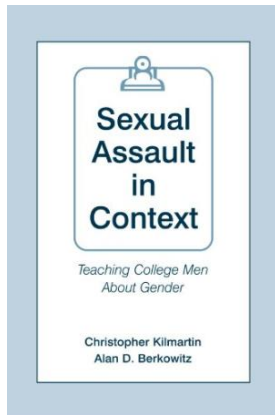 Sexual
Assault
in
Context
Teaching College Men
About Gender
Christopher Kilmartin
Alan D. Berkowitz